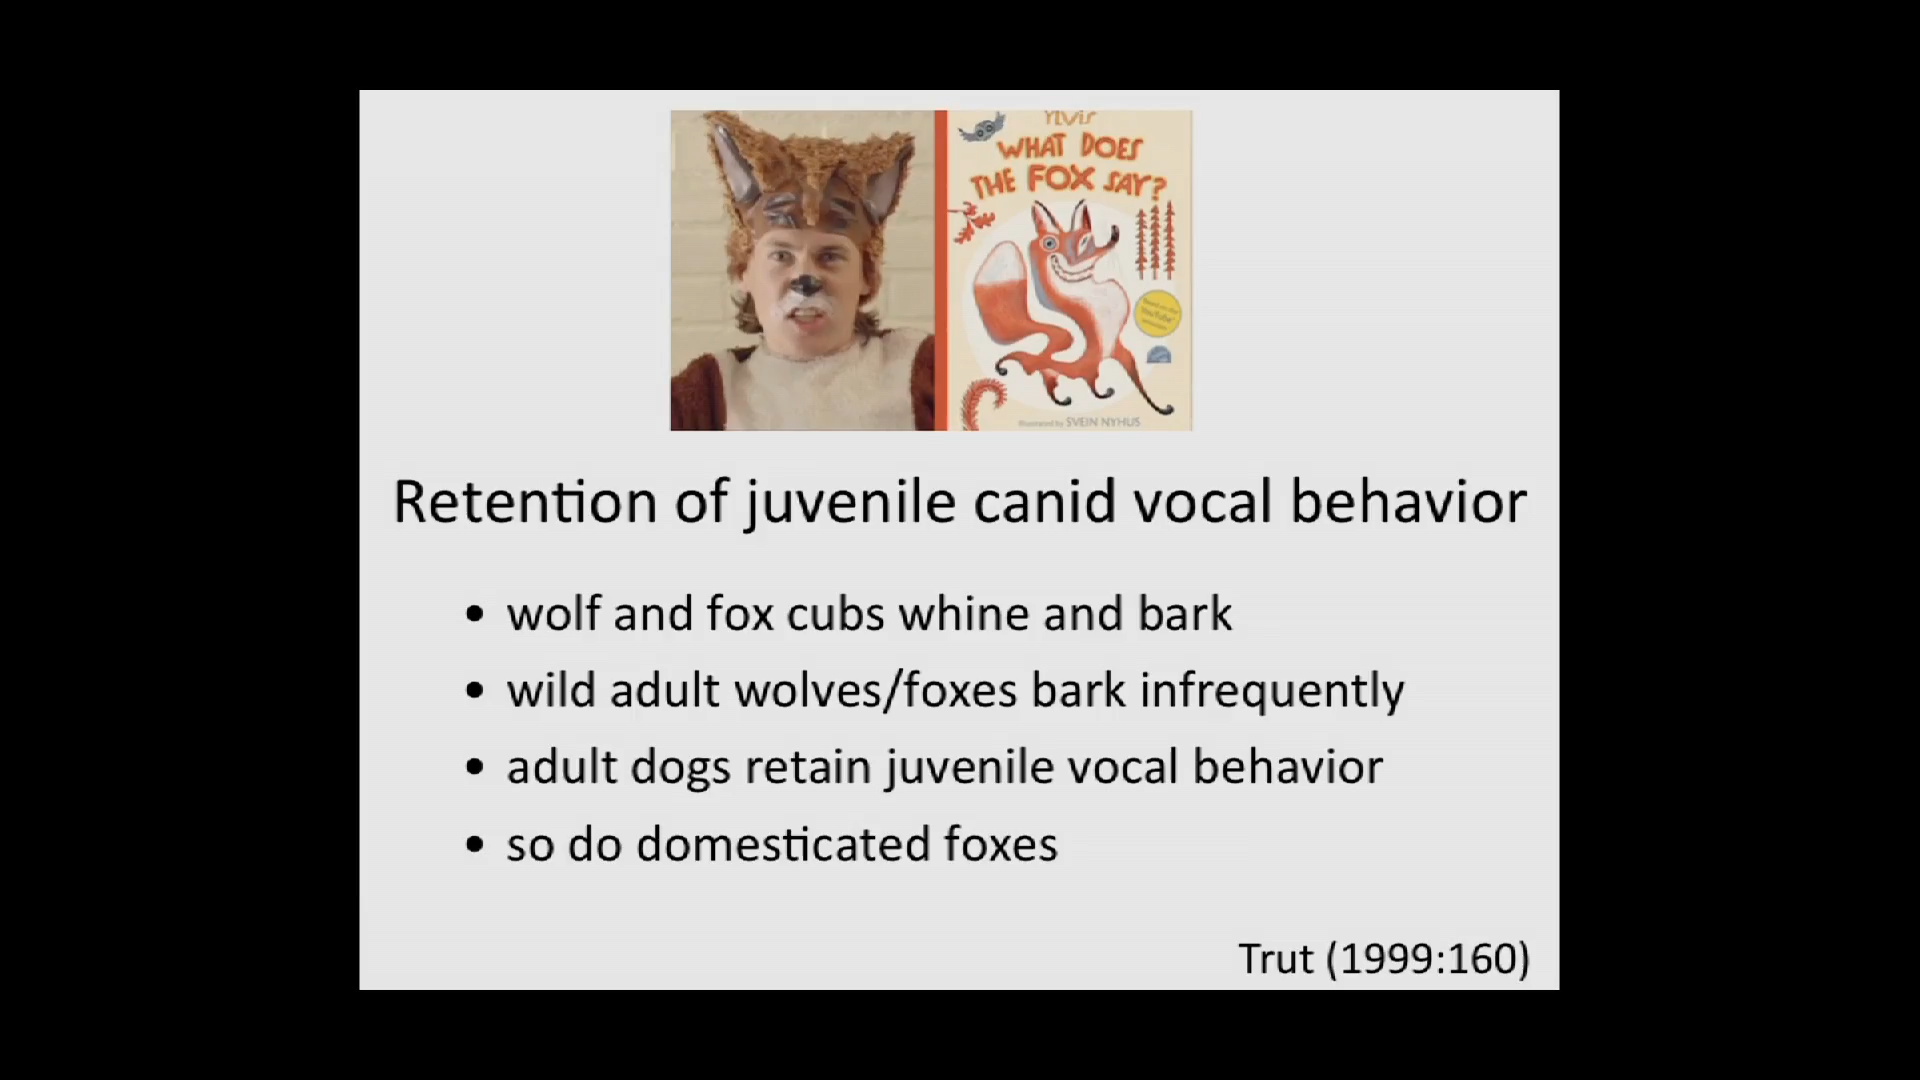 YLVIS
WHAT DOES
THE FOX SAY?
YouTube
Illustrated by SVEIN NYHUS
Retention of juvenile canid vocal behavior
• wolf and fox cubs whine and bark
• wild adult wolves/foxes bark infrequently
• adult dogs retain juvenile vocal behavior
• so do domesticated foxes
Trut (1999:160)